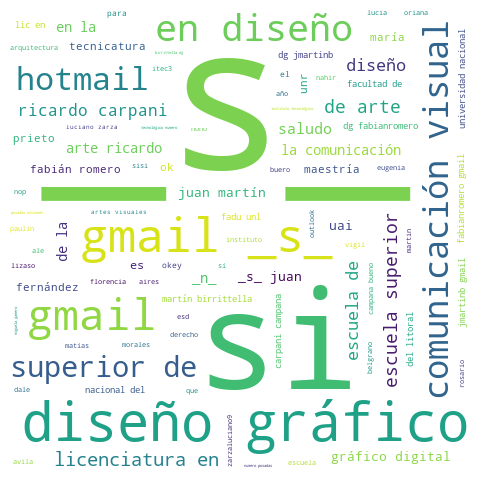 para
lucia
oriana
lic en
en la
en diseño
maría
arquitectura
tecnicatura
dg jmartinb
diseño
hotmail
S
itec3
el
unr
nahir
facultad de
año
de arte
ricardo carpani
luciano zarza
saludo
dg fabianromero
prieto
arte ricardo
la comunicación
fabián romero
sisi
ok
buero
maestría
eugenia
nop
juan martín
artes visuales
fadu unl
paulin
gmail
_s_
uai
outlook
vigil
instituto
martin
de la
ale
lizaso
es
okey
si
_n_
_s_ juan
florencia
aires
fernández
martín birrittella
gmail
si
esd
derecho
matias
morales
superior de
carpani campana
escuela de
escuela superior
campana bueno
belgrano
del litoral
comunicación visual
universidad nacional
fabianromero gmail
jmartinb gmail
rosario
dale
nacional del
que
diseño gráfico
zarzaluciano9
avila
licenciatura en
escuela
gráfico digital